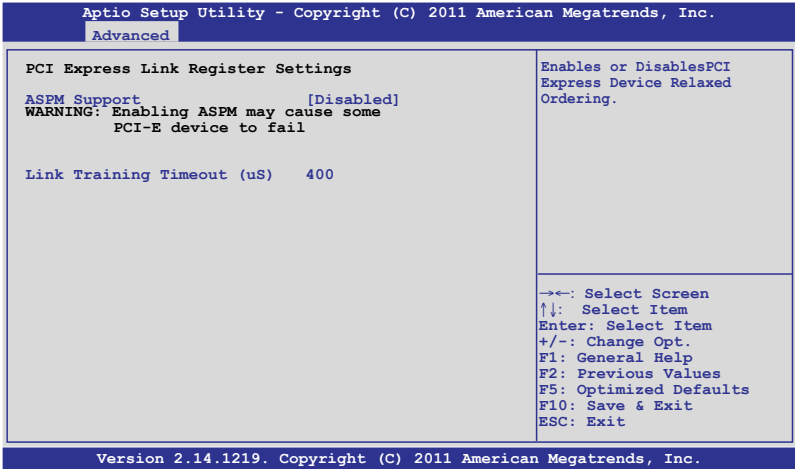 Aptio Setup Utility - Copyright (C) 2011 American Megatrends, Inc.
Advanced
PCI Express Link Register Settings
ASPM Support [Disabled]
WARNING: Enabling ASPM may cause some
PCI-E device to fail
Link Training Timeout (uS) 400
Enables or DisablesPCI
Express Device Relaxed
Ordering.
→←: Select Screen
↑↓: Select Item
Enter: Select Item
+/-: Change Opt.
F1: General Help
F2: Previous Values
F5: Optimized Defaults
F10: Save & Exit
ESC: Exit
Version 2.14.1219. Copyright (C) 2011 American Megatrends, Inc.